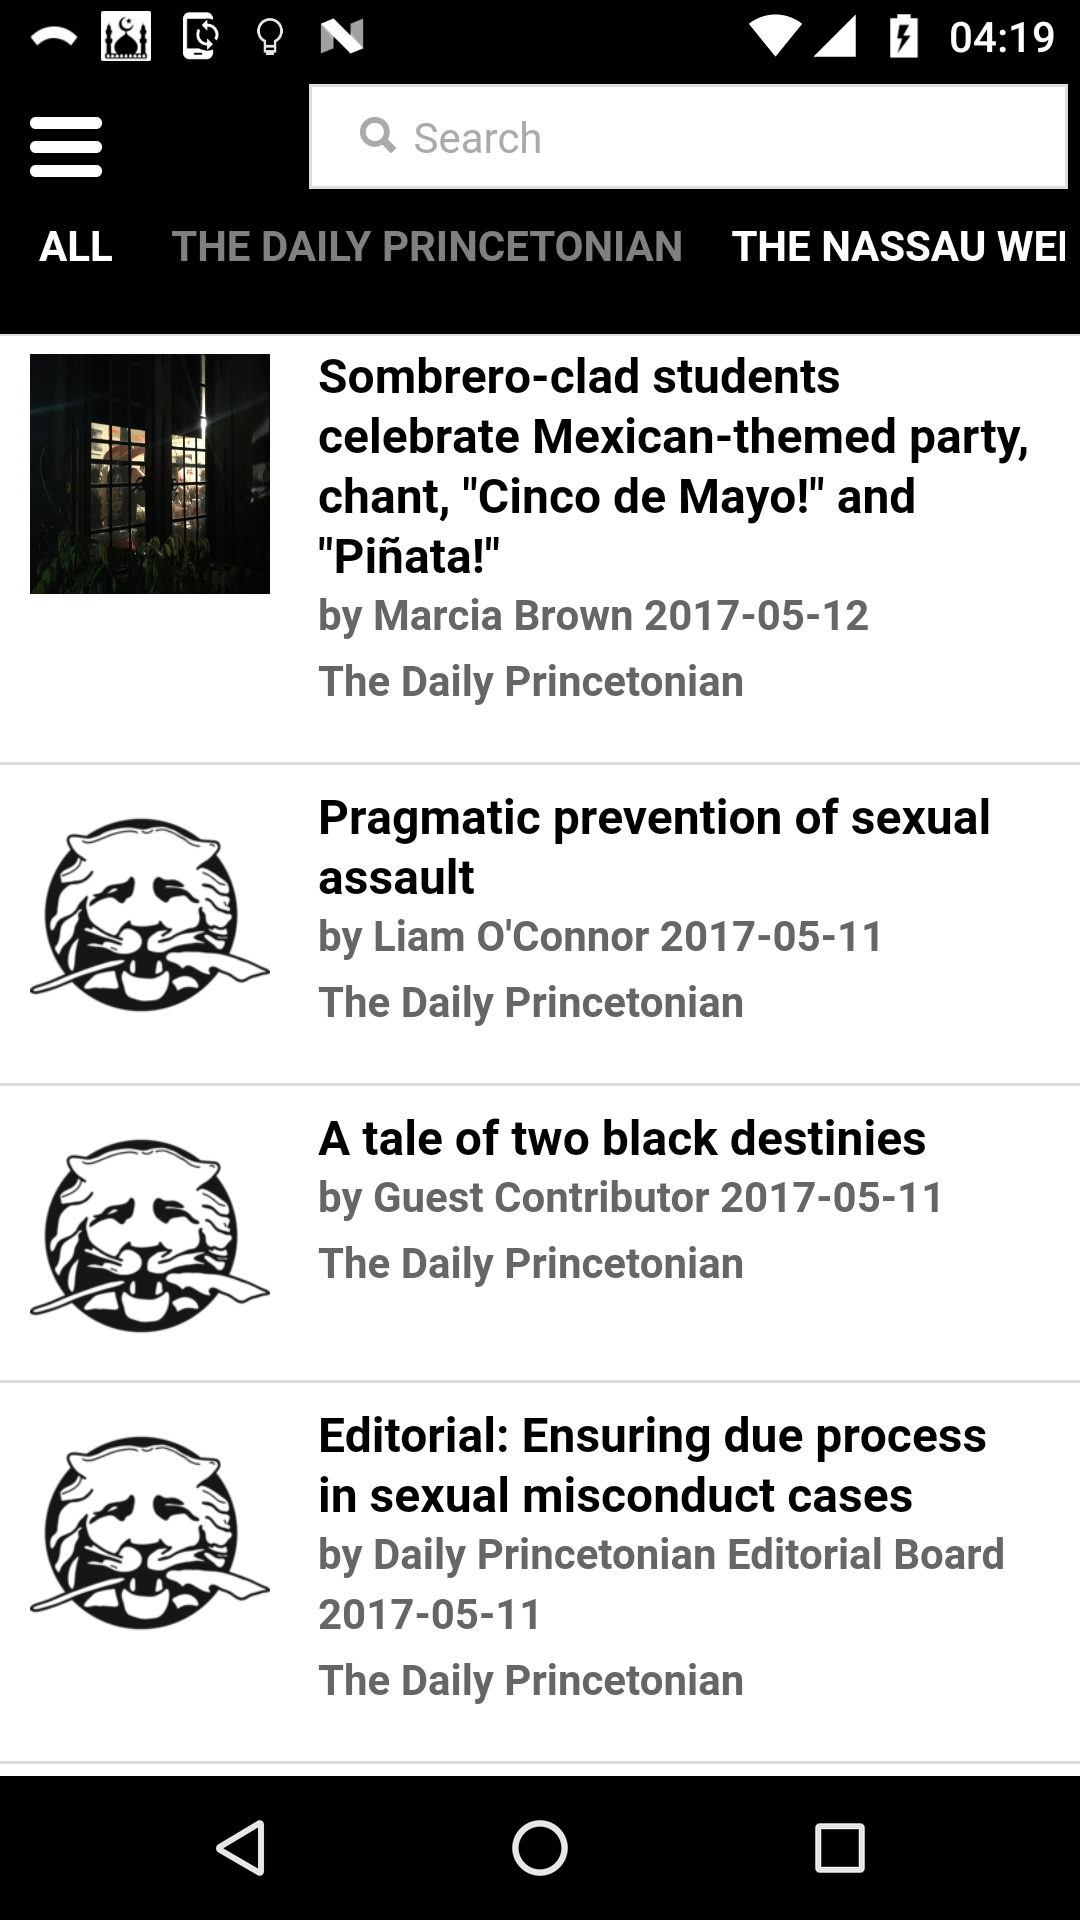 04:19
Search
ALL THE DAILY PRINCETONIAN THE NASSAU
Sombrero-clad students
celebrate Mexican-themed party,
chant, "Cinco de Mayo!" and
"Piñata!"
by Marcia Brown 2017-05-12
The Daily Princetonian
Pragmatic prevention of sexual
assault
by Liam O'Connor 2017-05-11
The Daily Princetonian
A tale of two black destinies
by Guest Contributor 2017-05-11
The Daily Princetonian
Editorial: Ensuring due process
in sexual misconduct cases
by Daily Princetonian Editorial Board
2017-05-11
The Daily Princetonian